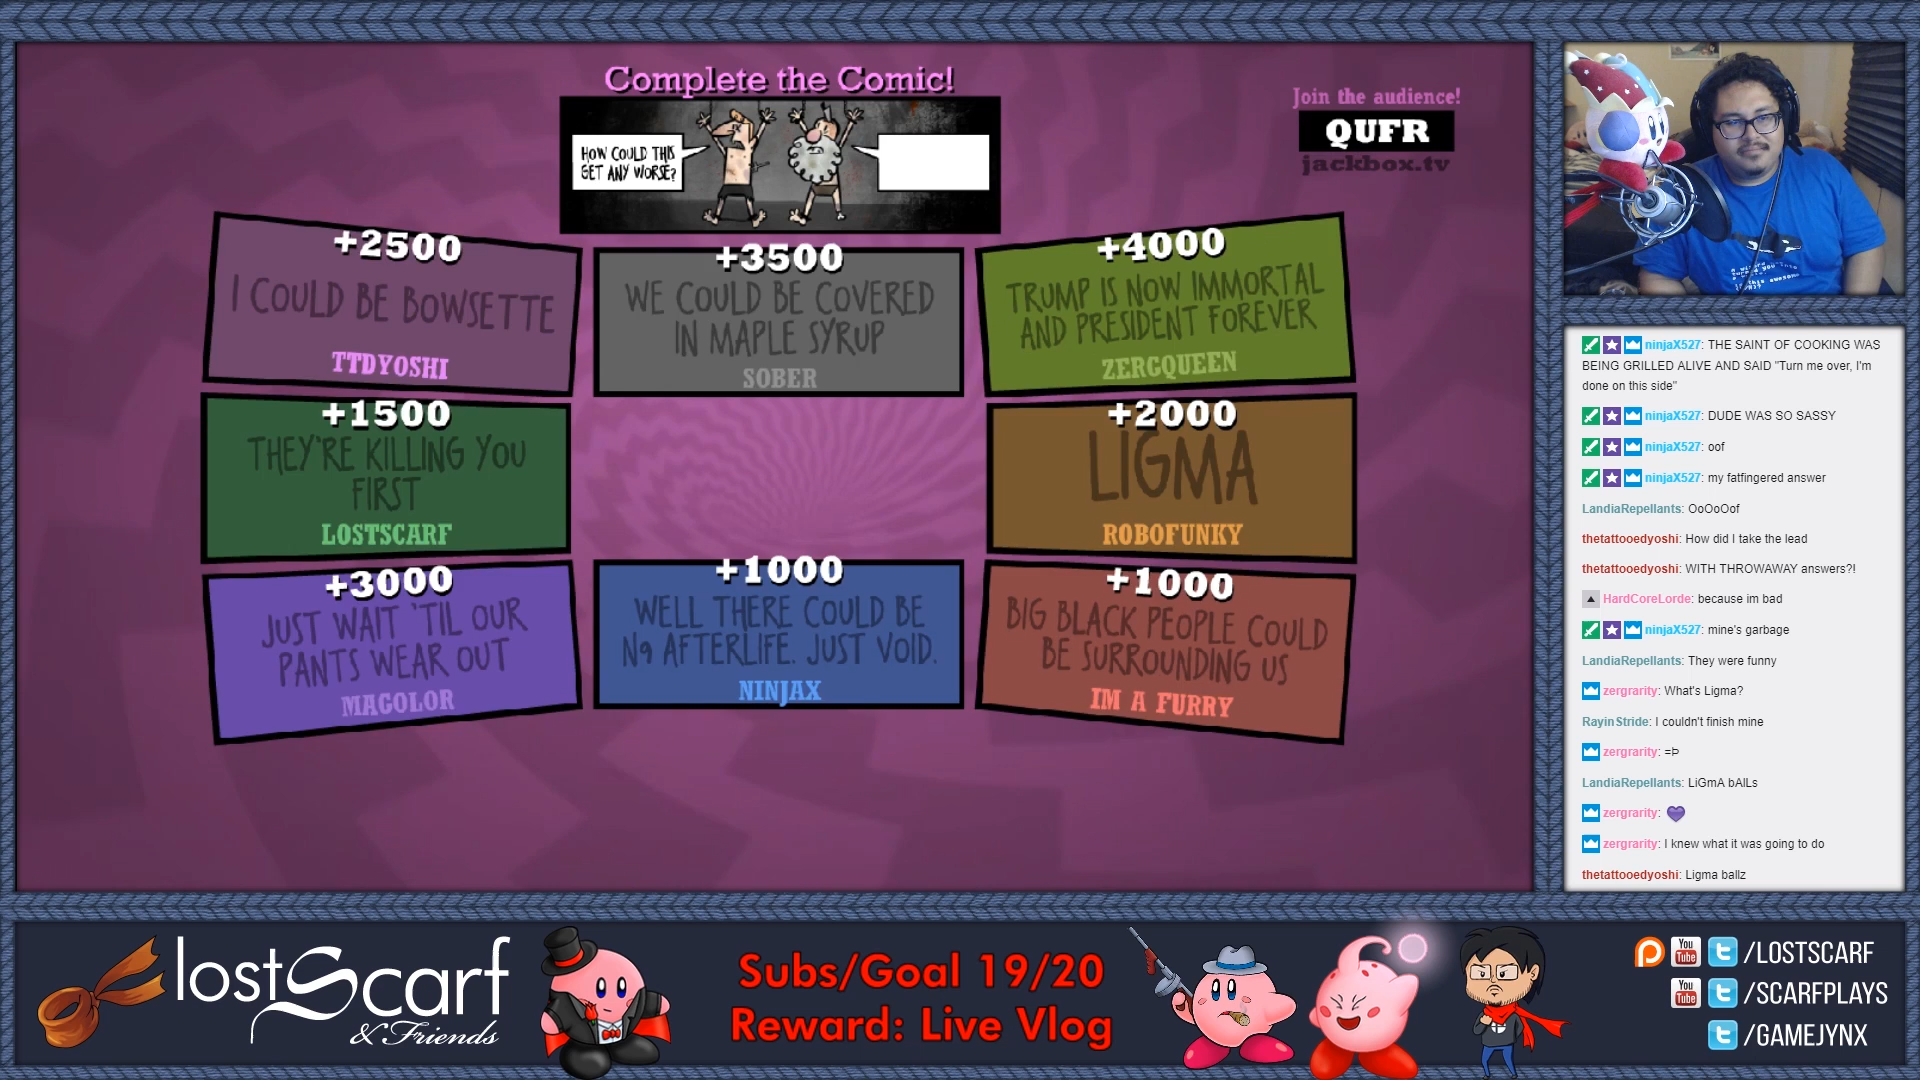 Complete the Comic!
HOW COULD THIS
GET ANY WORSE?
Join the audience!
QUFR
jackbox.tv
+2500
I COULD BE BOWSETTE
TTDYOSHI
+3500
WE COULD BE COVERED
IN MAPLE SYRUP
SOBER
+4000
TRUMP IS NOW IMMORTAL
AND PRESIDENT FOREVER
ZERGQUEEN
+1500
THEY'RE KILLING YOU
FIRST
LOSTSCARF
+2000
LIGMA
ROBOFUNKY
+3000
JUST WAIT 'TIL OUR
PANTS WEAR OUT
MAGOLOR
+1000
WELL THERE COULD BE
N9 AFTERLIFE. JUST VOID.
NINJAX
+1000
BIG BLACK PEOPLE COULD
BE SURROUNDING US
IM A FURRY
ninjaX527: THE SAINT OF COOKING WAS
BEING GRILLED ALIVE AND SAID "Turn me over, I'm
done on this side"
ninjaX527: DUDE WAS SO SASSY
ninjaX527: oof
ninjaX527: my fatfingered answer
LandiaRepellants: OoOoOof
thetattooedyoshi: How did I take the lead
thetattooedyoshi: WITH THROWAWAY answers?!
HardCoreLorde: because im bad
ninjaX527: mine's garbage
LandiaRepellants: They were funny
zergrarity: What's Ligma?
RayinStride: I couldn't finish mine
zergrarity: =Þ
LandiaRepellants: LiGmA bAlLs
zergrarity: 💜
zergrarity: I knew what it was going to do
thetattooedyoshi: Ligma ballz
lostScarf
& Friends
Subs/Goal 19/20
Reward: Live Vlog
You Tube /LOSTSCARF
You Tube /SCARFPLAYS
/GAMEJYNX